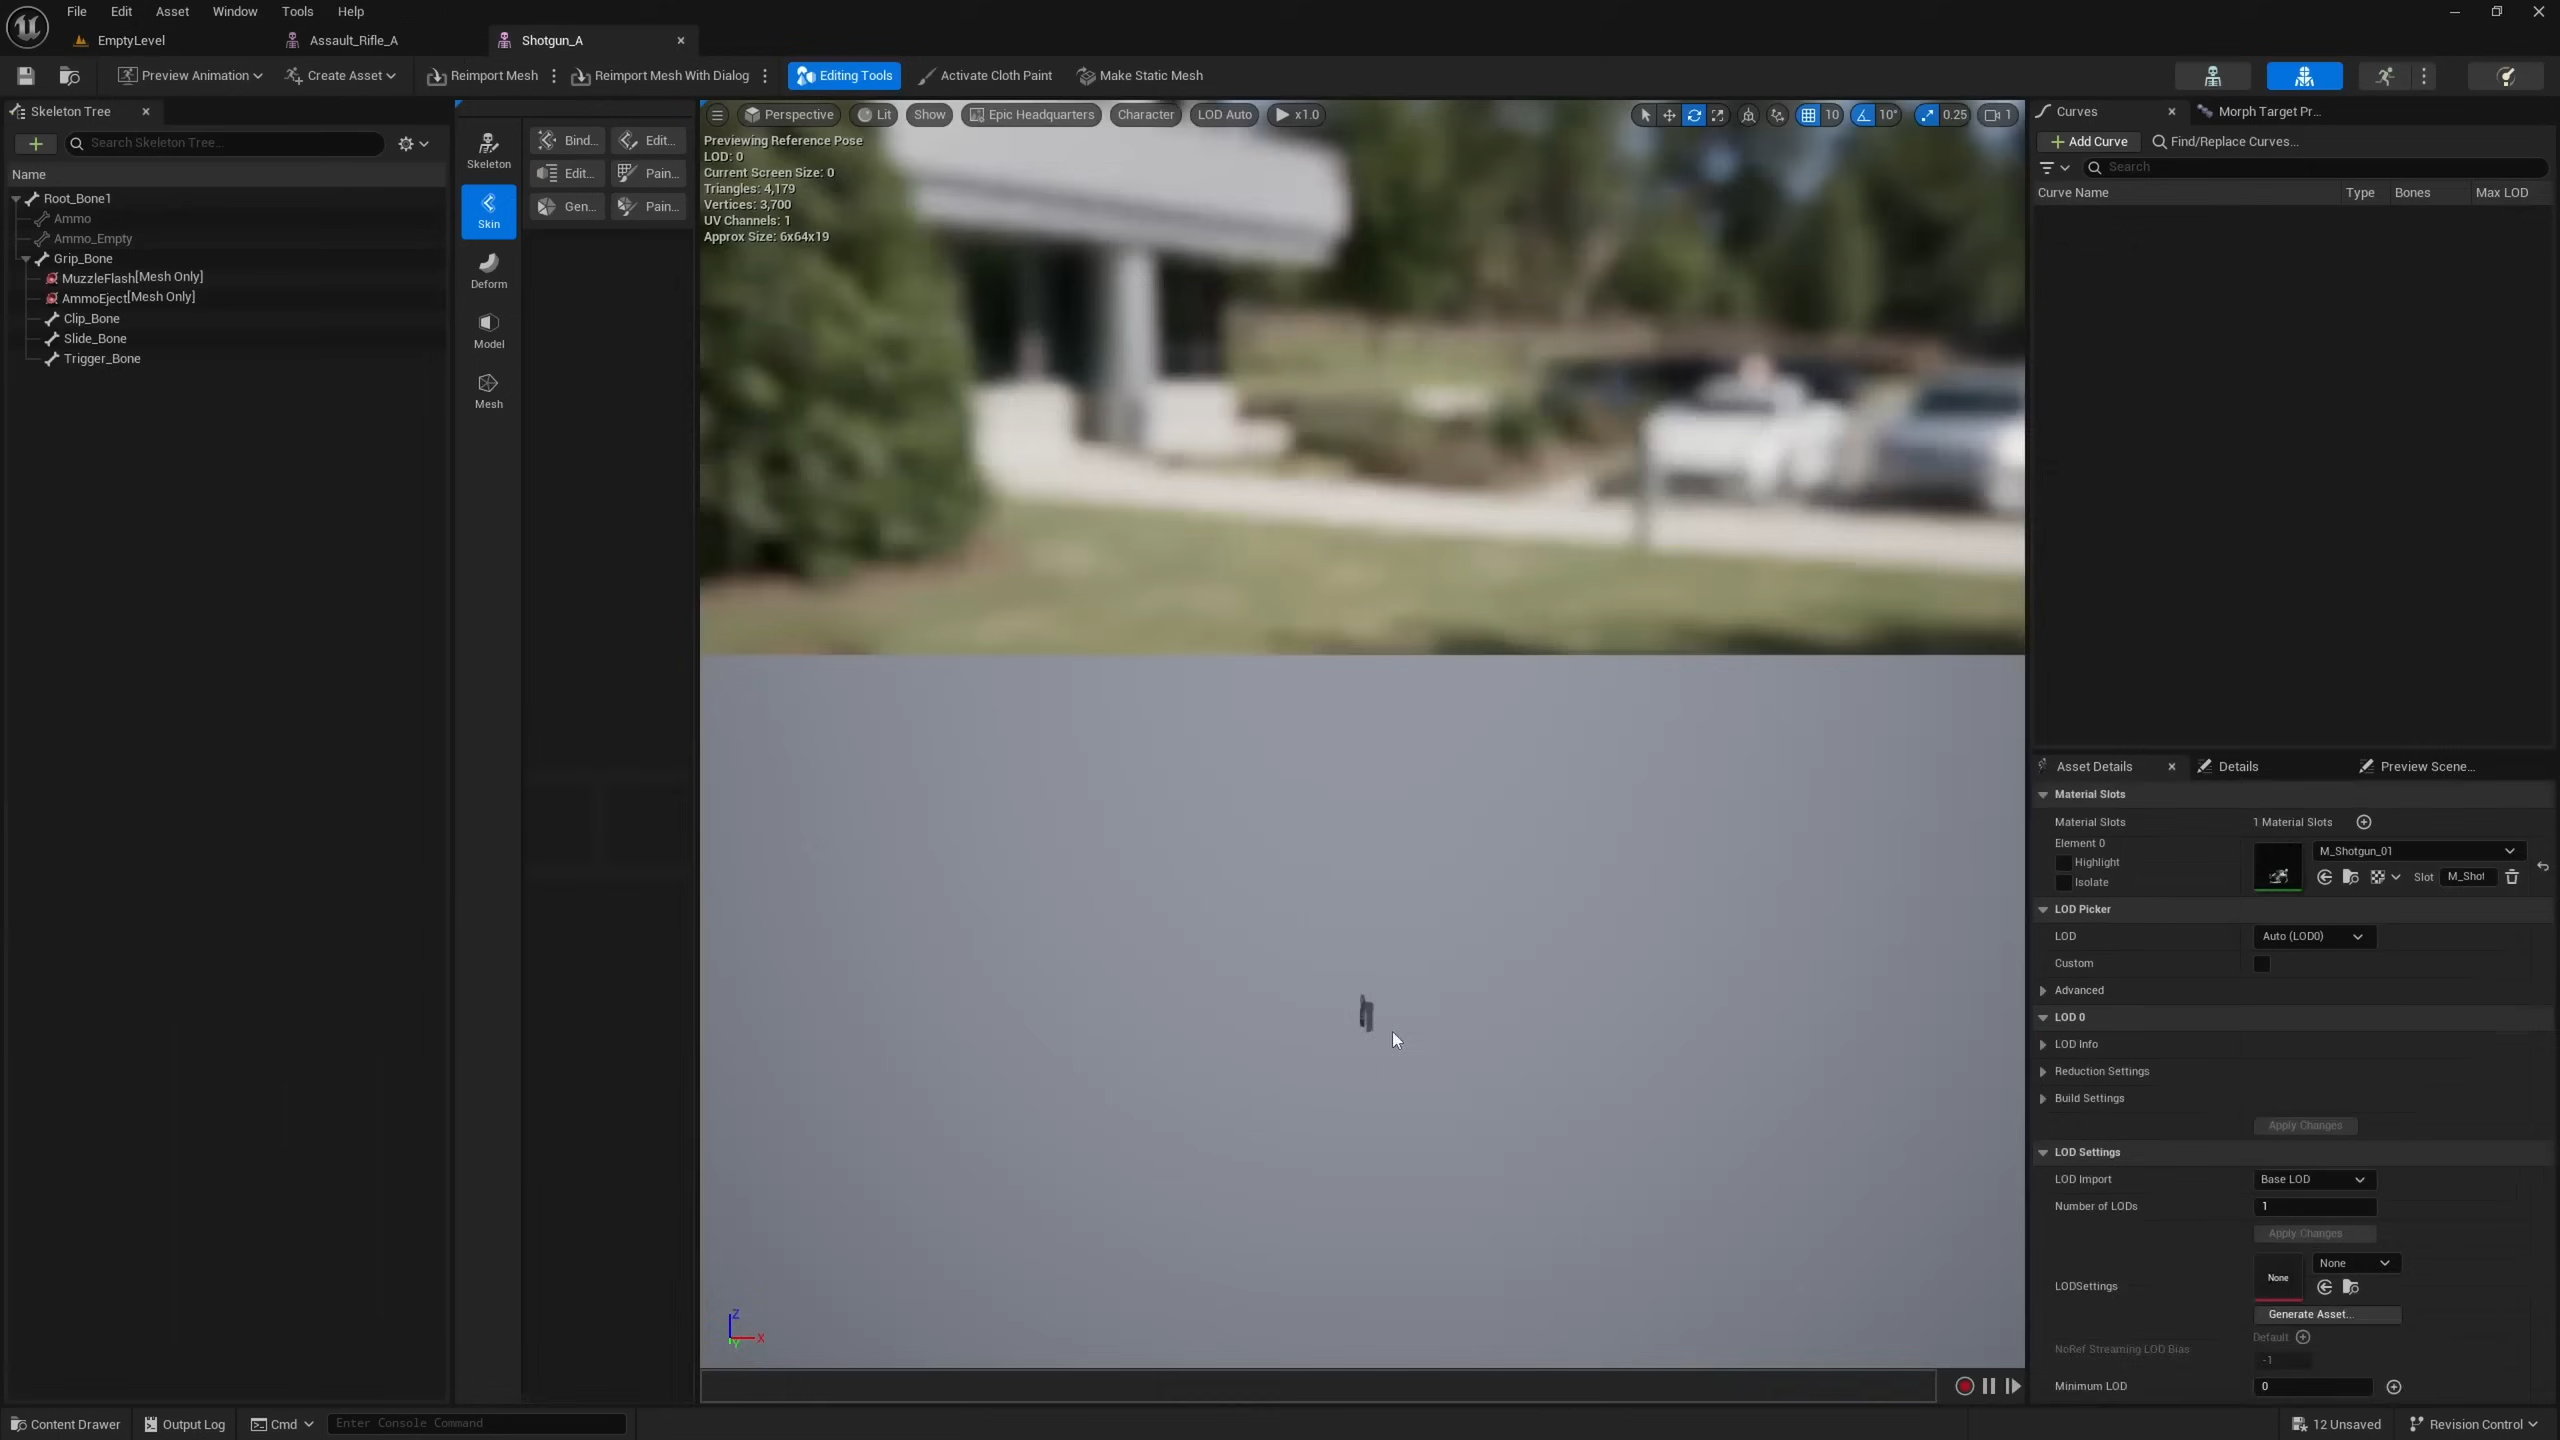 File Edit Asset Window Tools Help
EmptyLevel Assault_Rifle_A Shotgun_A
Preview Animation Create Asset Reimport Mesh Reimport Mesh With Dialog Editing Tools Activate Cloth Paint Make Static Mesh
Skeleton Tree
Search Skeleton Tree...
Name
Root_Bone1
Ammo
Ammo_Empty
Grip_Bone
MuzzleFlash[Mesh Only]
AmmoEject[Mesh Only]
Clip_Bone
Slide_Bone
Trigger_Bone
Skeleton
Skin
Deform
Model
Mesh
Bind... Edit...
Edit... Pain...
Gen... Pain...
Perspective Lit Show Epic Headquarters Character LOD Auto x1.0 10 10° 0.25 1
Previewing Reference Pose
LOD: 0
Current Screen Size: 0
Triangles: 4,179
Vertices: 3,700
UV Channels: 1
Approx Size: 6x64x19
Z
X
Y
Curves Morph Target Pr...
Add Curve Find/Replace Curves...
Search
Curve Name Type Bones Max LOD
Asset Details Details Preview Scene...
Material Slots
Material Slots 1 Material Slots
Element 0
Highlight
Isolate
M_Shotgun_01
Slot M_Shot
LOD Picker
LOD Auto (LOD0)
Custom
Advanced
LOD 0
LOD Info
Reduction Settings
Build Settings
Apply Changes
LOD Settings
LOD Import Base LOD
Number of LODs 1
Apply Changes
LODSettings None None
Generate Asset...
Default
NoRef Streaming LOD Bias -1
Minimum LOD 0
Content Drawer Output Log Cmd Enter Console Command 12 Unsaved Revision Control